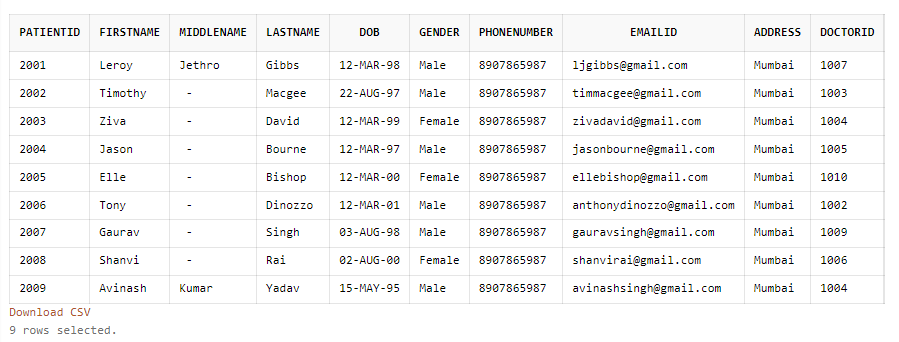 PATIENTID FIRSTNAME MIDDLENAME LASTNAME DOB GENDER PHONENUMBER EMAILID ADDRESS DOCTORID
2001 Leroy Jethro Gibbs 12-MAR-98 Male 8907865987 ljgibbs@gmail.com Mumbai 1007
2002 Timothy - Macgee 22-AUG-97 Male 8907865987 timmacgee@gmail.com Mumbai 1003
2003 Ziva - David 12-MAR-99 Female 8907865987 zivadavid@gmail.com Mumbai 1004
2004 Jason - Bourne 12-MAR-97 Male 8907865987 jasonbourne@gmail.com Mumbai 1005
2005 Elle - Bishop 12-MAR-00 Female 8907865987 ellebishop@gmail.com Mumbai 1010
2006 Tony - Dinozzo 12-MAR-01 Male 8907865987 anthonydinozzo@gmail.com Mumbai 1002
2007 Gaurav - Singh 03-AUG-98 Male 8907865987 gauravsingh@gmail.com Mumbai 1009
2008 Shanvi - Rai 02-AUG-00 Female 8907865987 shanvirai@gmail.com Mumbai 1006
2009 Avinash Kumar Yadav 15-MAY-95 Male 8907865987 avinashsingh@gmail.com Mumbai 1004
Download CSV
9 rows selected.